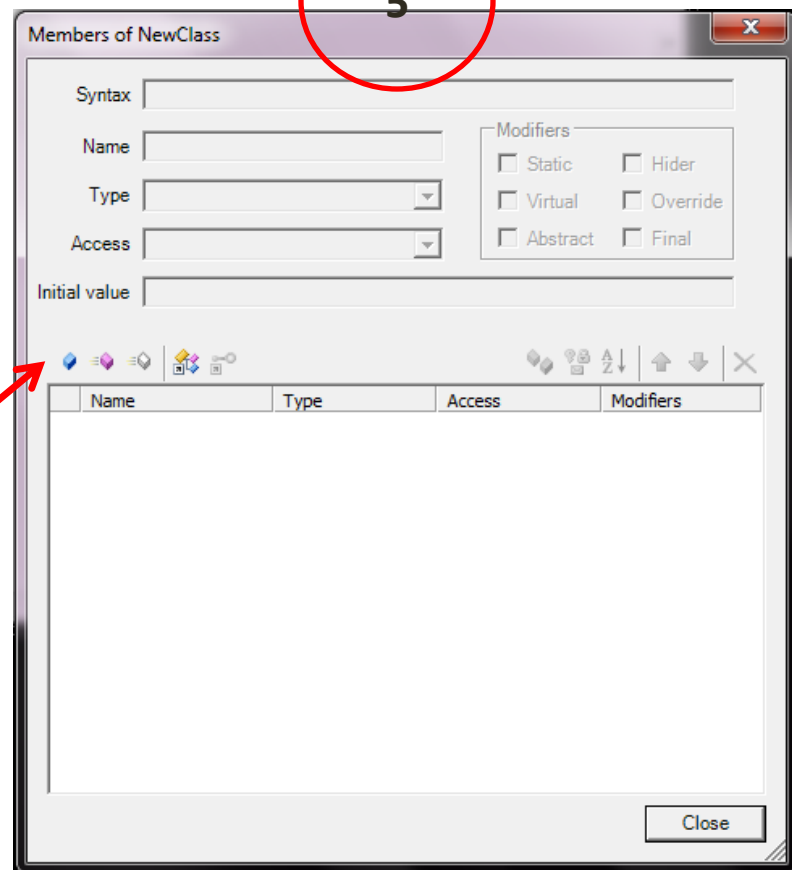 Members of NewClass
Syntax
Modifiers
Name
Static Hider
Type
Virtual Override
Access
Abstract Final
Initial value
Name Type Access Modifiers
Close